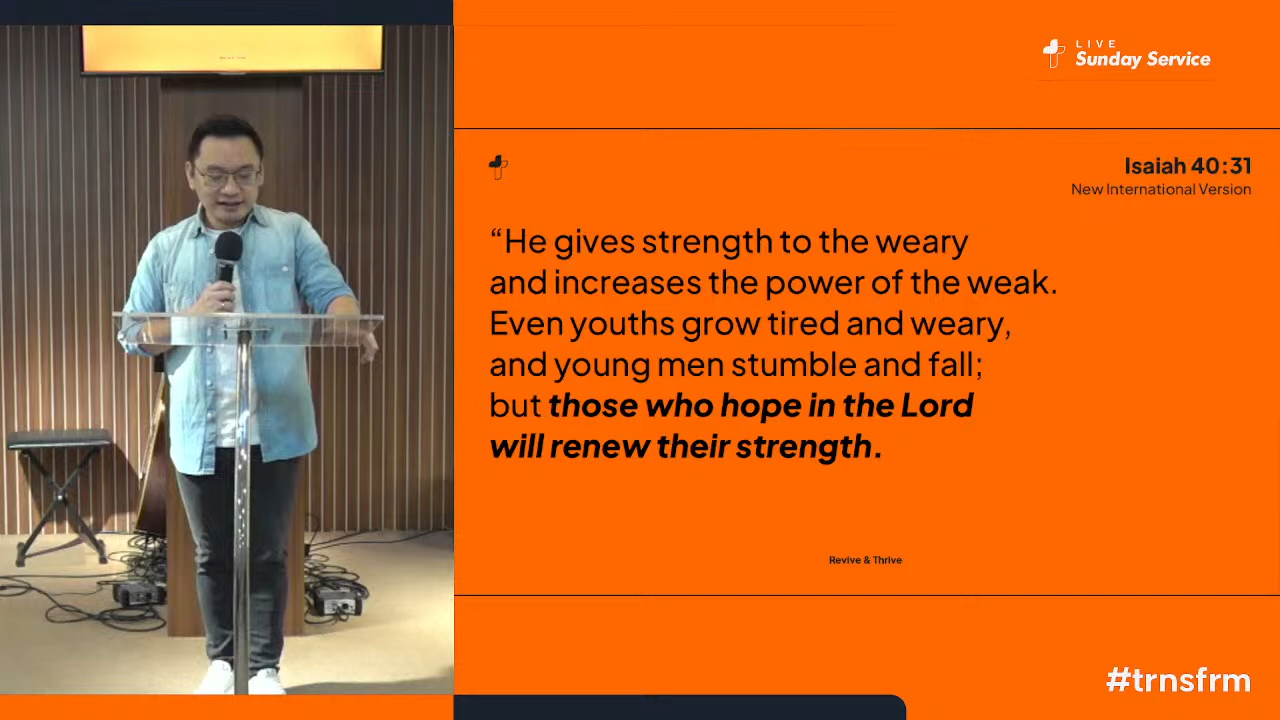 LIVE
Sunday Service
Isaiah 40:31
New International Version
“He gives strength to the weary
and increases the power of the weak.
Even youths grow tired and weary,
and young men stumble and fall;
but those who hope in the Lord
will renew their strength.
Revive & Thrive
#trnsfrm